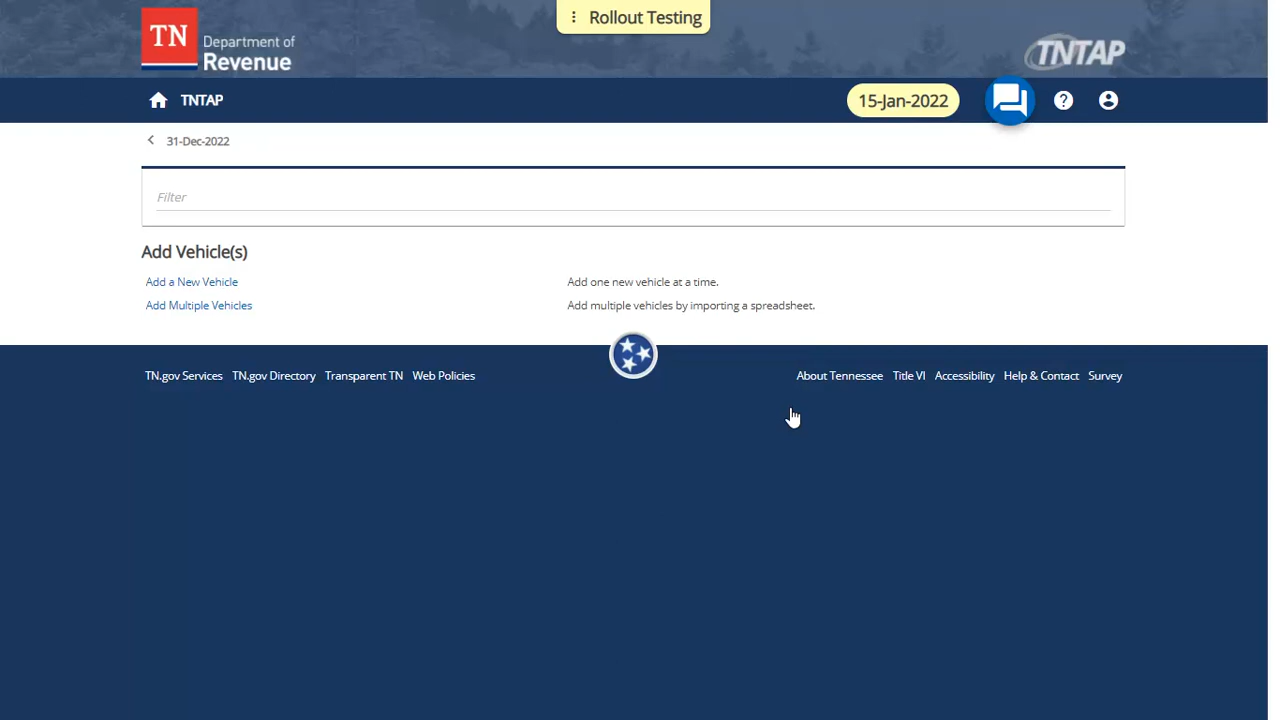 Rollout Testing
TN
Department of
Revenue
TNTAP
TNTAP
15-Jan-2022
31-Dec-2022
Filter
Add Vehicle(s)
Add a New Vehicle
Add one new vehicle at a time.
Add Multiple Vehicles
Add multiple vehicles by importing a spreadsheet.
TN.gov Services TN.gov Directory Transparent TN Web Policies
About Tennessee Title VI Accessibility Help & Contact Survey